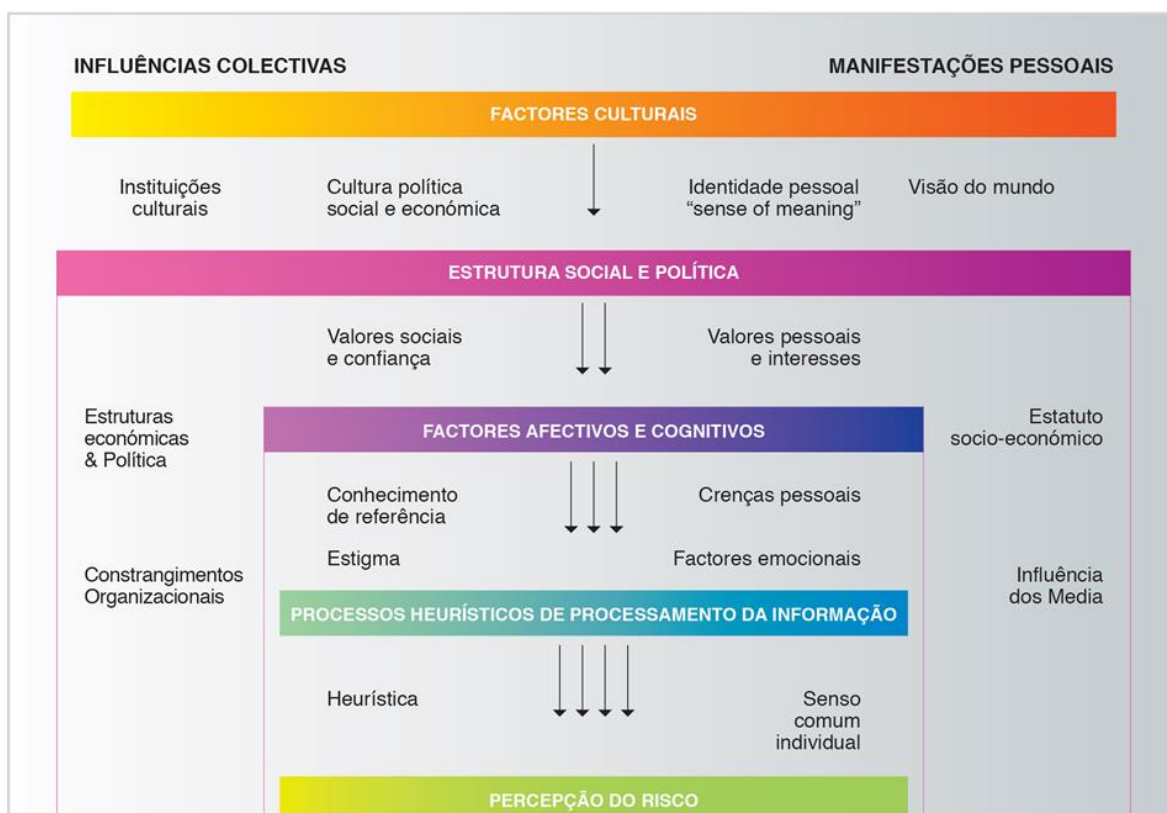 INFLUÊNCIAS COLECTIVAS
MANIFESTAÇÕES PESSOAIS
FACTORES CULTURAIS
Instituições
culturais
Cultura política
social e económica
Identidade pessoal
“sense of meaning”
Visão do mundo
ESTRUTURA SOCIAL E POLÍTICA
Valores sociais
e confiança
Valores pessoais
e interesses
Estruturas
económicas
& Política
FACTORES AFECTIVOS E COGNITIVOS
Estatuto
socio-económico
Conhecimento
de referência
Crenças pessoais
Estigma
Factores emocionais
Constrangimentos
Organizacionais
Influência
dos Media
PROCESSOS HEURÍSTICOS DE PROCESSAMENTO DA INFORMAÇÃO
Heurística
Senso
comum
individual
PERCEPÇÃO DO RISCO